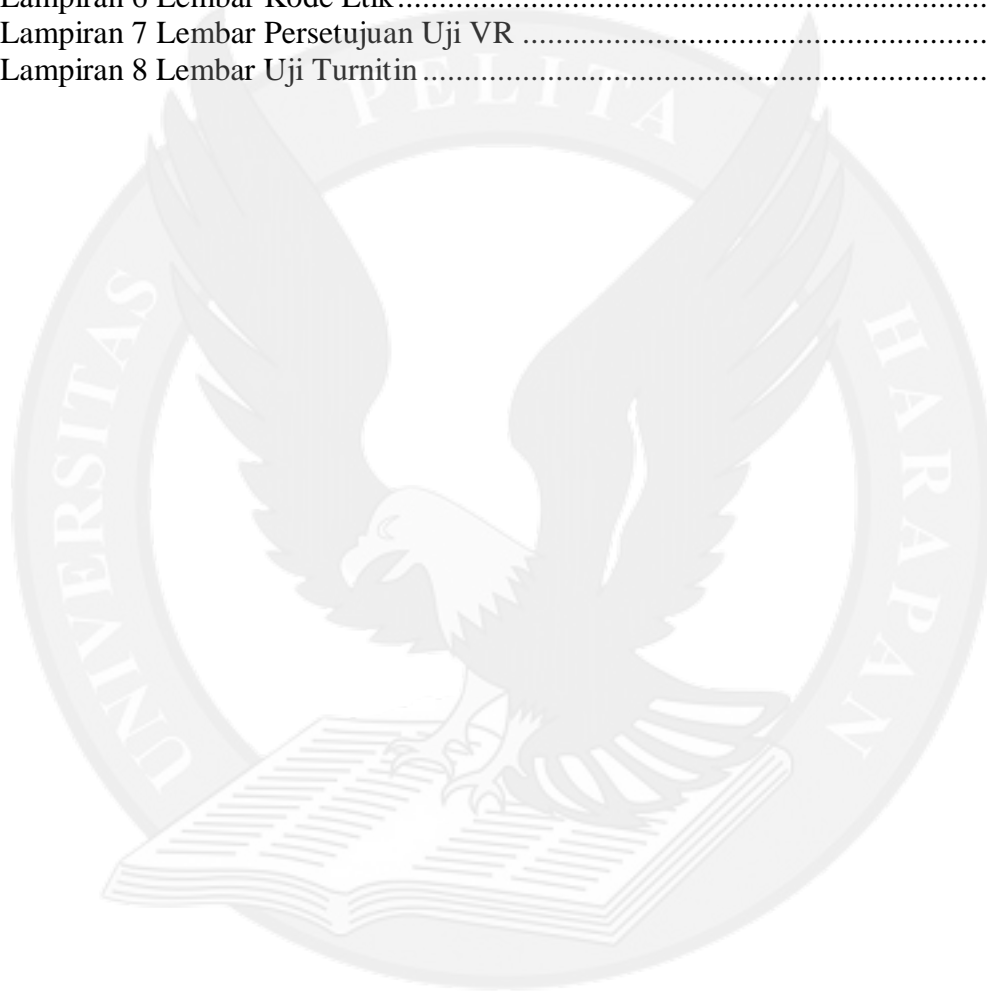 Lampiran 6 Lembar Kode Etik................................................................................
Lampiran 7 Lembar Persetujuan Uji VR ................................................................
Lampiran 8 Lembar Uji Turnitin............................................................................
UNIVERSITAS PELITA HARAPAN